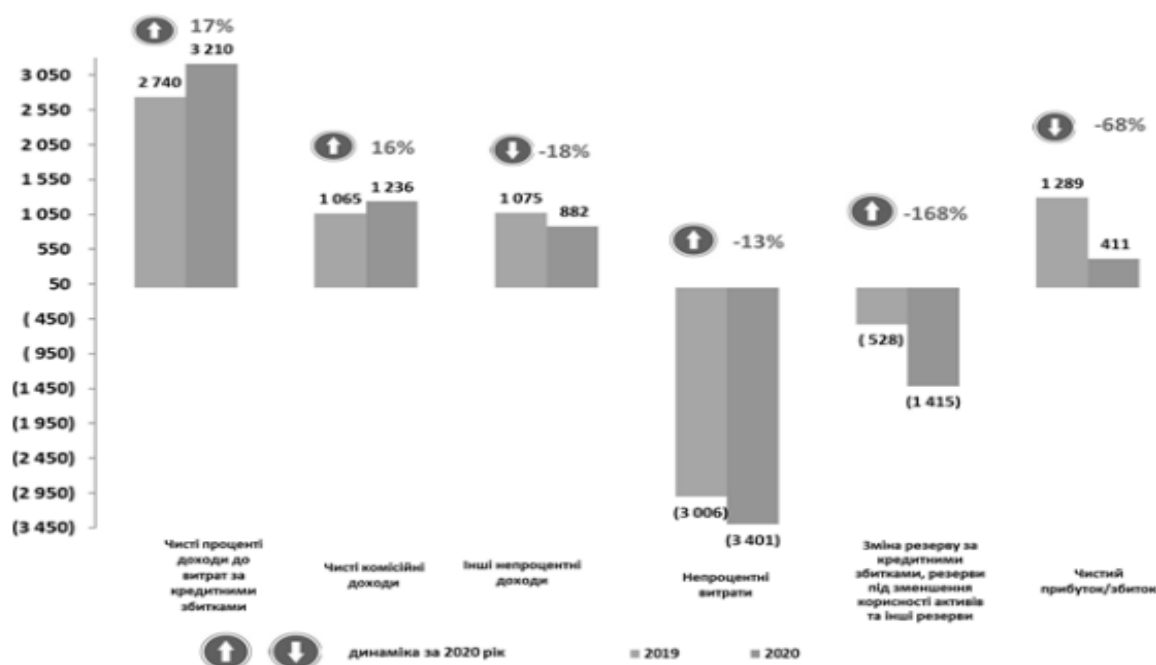 17%
3 210
2 740
16%
1 065
1 236
-18%
1 075
882
-13%
(3 006)
(3 401)
-168%
( 528)
(1 415)
-68%
1 289
411
3 050
2 550
2 050
1 550
1 050
550
50
( 450)
( 950)
(1 450)
(1 950)
(2 450)
(2 950)
(3 450)
Чисті проценті
доходи до
витрат за
кредитними
збитками
Чисті комісійні
доходи
Інші непроцентні
доходи
Непроцентні
витрати
Зміна резерву за
кредитними
збитками, резерви
під зменшення
корисності активів
та інші резерви
Чистий
прибуток/збиток
динаміка за 2020 рік
2019
2020